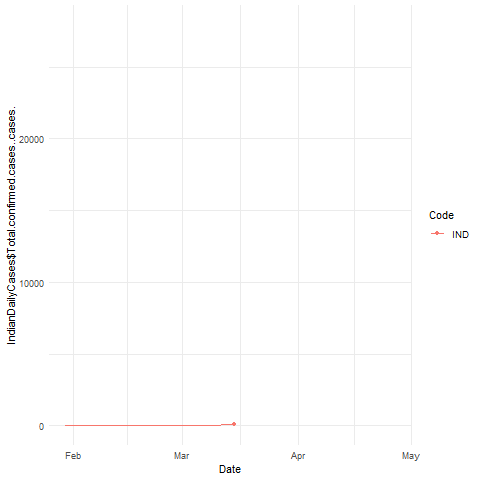 IndianDailyCases$Total.confirmed.cases..cases.
20000
10000
0
Feb
Mar
Apr
May
Date
Code
IND